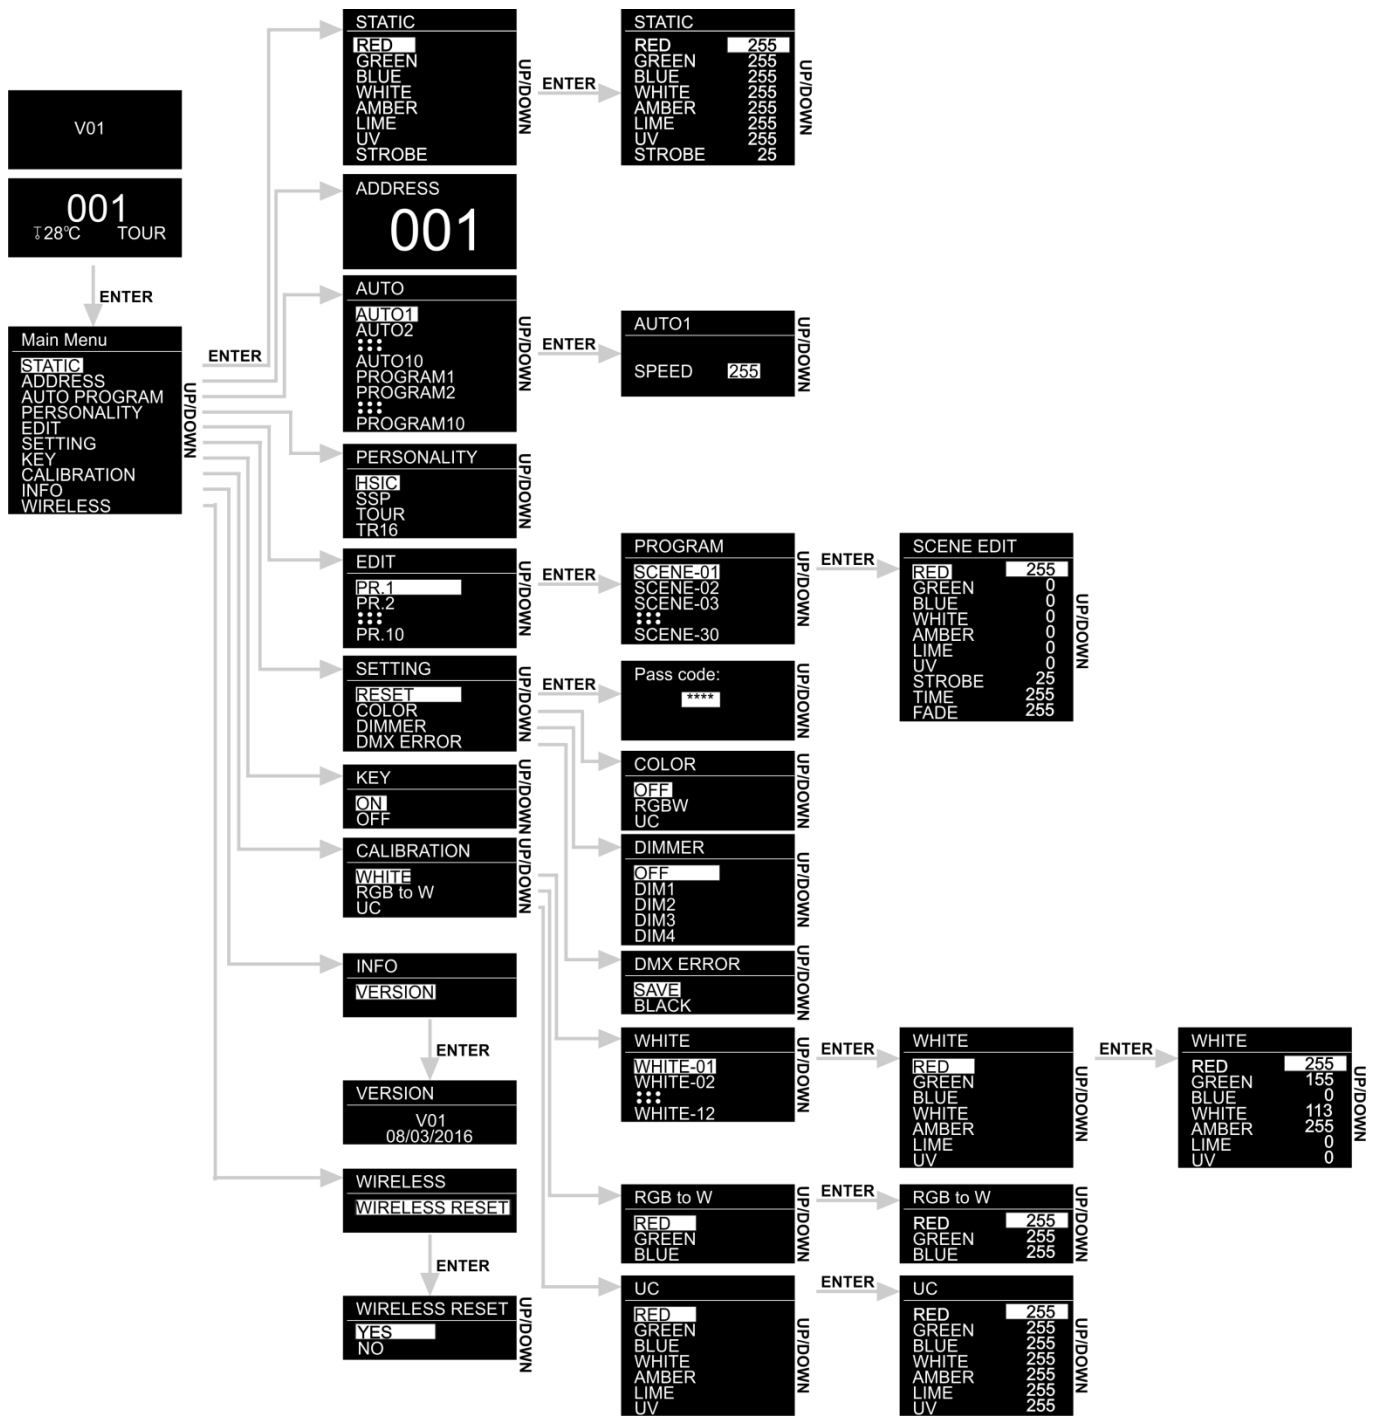 V01
001
28℃ TOUR
ENTER
Main Menu
STATIC
ADDRESS
AUTO PROGRAM
PERSONALITY
EDIT
SETTING
KEY
CALIBRATION
INFO
WIRELESS
UP/DOWN
ENTER
STATIC
RED
GREEN
BLUE
WHITE
AMBER
LIME
UV
STROBE
UP/DOWN
ENTER
STATIC
RED 255
GREEN 255
BLUE 255
WHITE 255
AMBER 255
LIME 255
UV 255
STROBE 25
UP/DOWN
ADDRESS
001
AUTO
AUTO1
AUTO2
AUTO10
PROGRAM1
PROGRAM2
PROGRAM10
UP/DOWN
ENTER
AUTO1
SPEED 255
UP/DOWN
PERSONALITY
HSIC
SSP
TOUR
TR16
UP/DOWN
EDIT
PR.1
PR.2
PR.10
UP/DOWN
ENTER
PROGRAM
SCENE-01
SCENE-02
SCENE-03
SCENE-30
UP/DOWN
ENTER
SCENE EDIT
RED 255
GREEN 0
BLUE 0
WHITE 0
AMBER 0
LIME 0
UV 0
STROBE 25
TIME 255
FADE 255
UP/DOWN
SETTING
RESET
COLOR
DIMMER
DMX ERROR
UP/DOWN
ENTER
Pass code:
****
UP/DOWN
COLOR
OFF
RGBW
UC
UP/DOWN
DIMMER
OFF
DIM1
DIM2
DIM3
DIM4
UP/DOWN
DMX ERROR
SAVE
BLACK
UP/DOWN
KEY
ON
OFF
UP/DOWN
CALIBRATION
WHITE
RGB to W
UC
UP/DOWN
WHITE
WHITE-01
WHITE-02
WHITE-12
UP/DOWN
ENTER
WHITE
RED
GREEN
BLUE
WHITE
AMBER
LIME
UV
UP/DOWN
ENTER
WHITE
RED 255
GREEN 155
BLUE 0
WHITE 113
AMBER 255
LIME 0
UV 0
UP/DOWN
RGB to W
RED
GREEN
BLUE
UP/DOWN
ENTER
RGB to W
RED 255
GREEN 255
BLUE 255
UP/DOWN
UC
RED
GREEN
BLUE
WHITE
AMBER
LIME
UV
UP/DOWN
ENTER
UC
RED 255
GREEN 255
BLUE 255
WHITE 255
AMBER 255
LIME 255
UV 255
UP/DOWN
INFO
VERSION
ENTER
VERSION
V01
08/03/2016
WIRELESS
WIRELESS RESET
ENTER
WIRELESS RESET
YES
NO
UP/DOWN